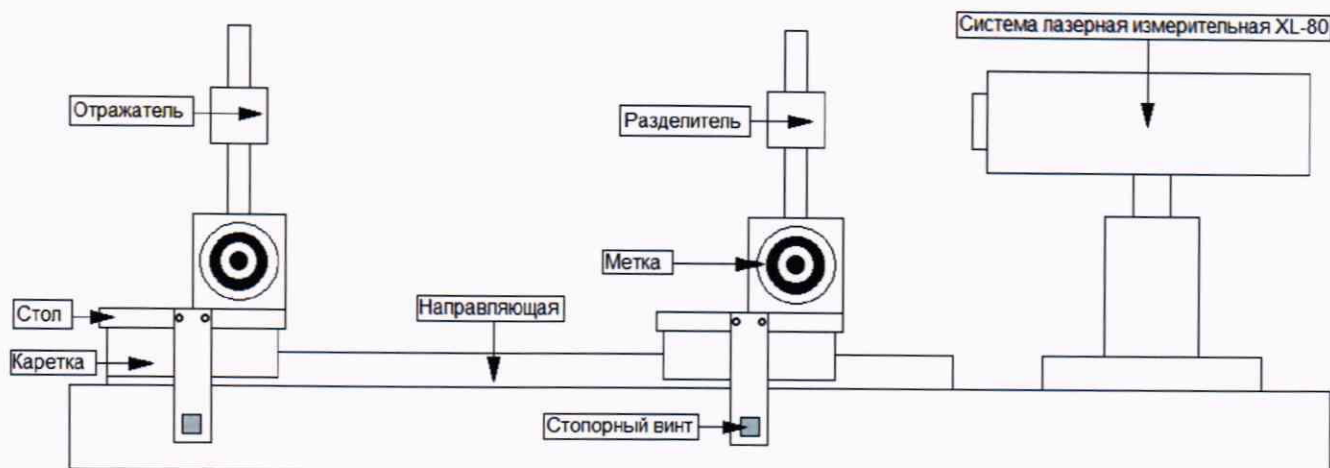 Система лазерная измерительная XL-80
Отражатель
Разделитель
Метка
Стол
Направляющая
Каретка
Стопорный винт